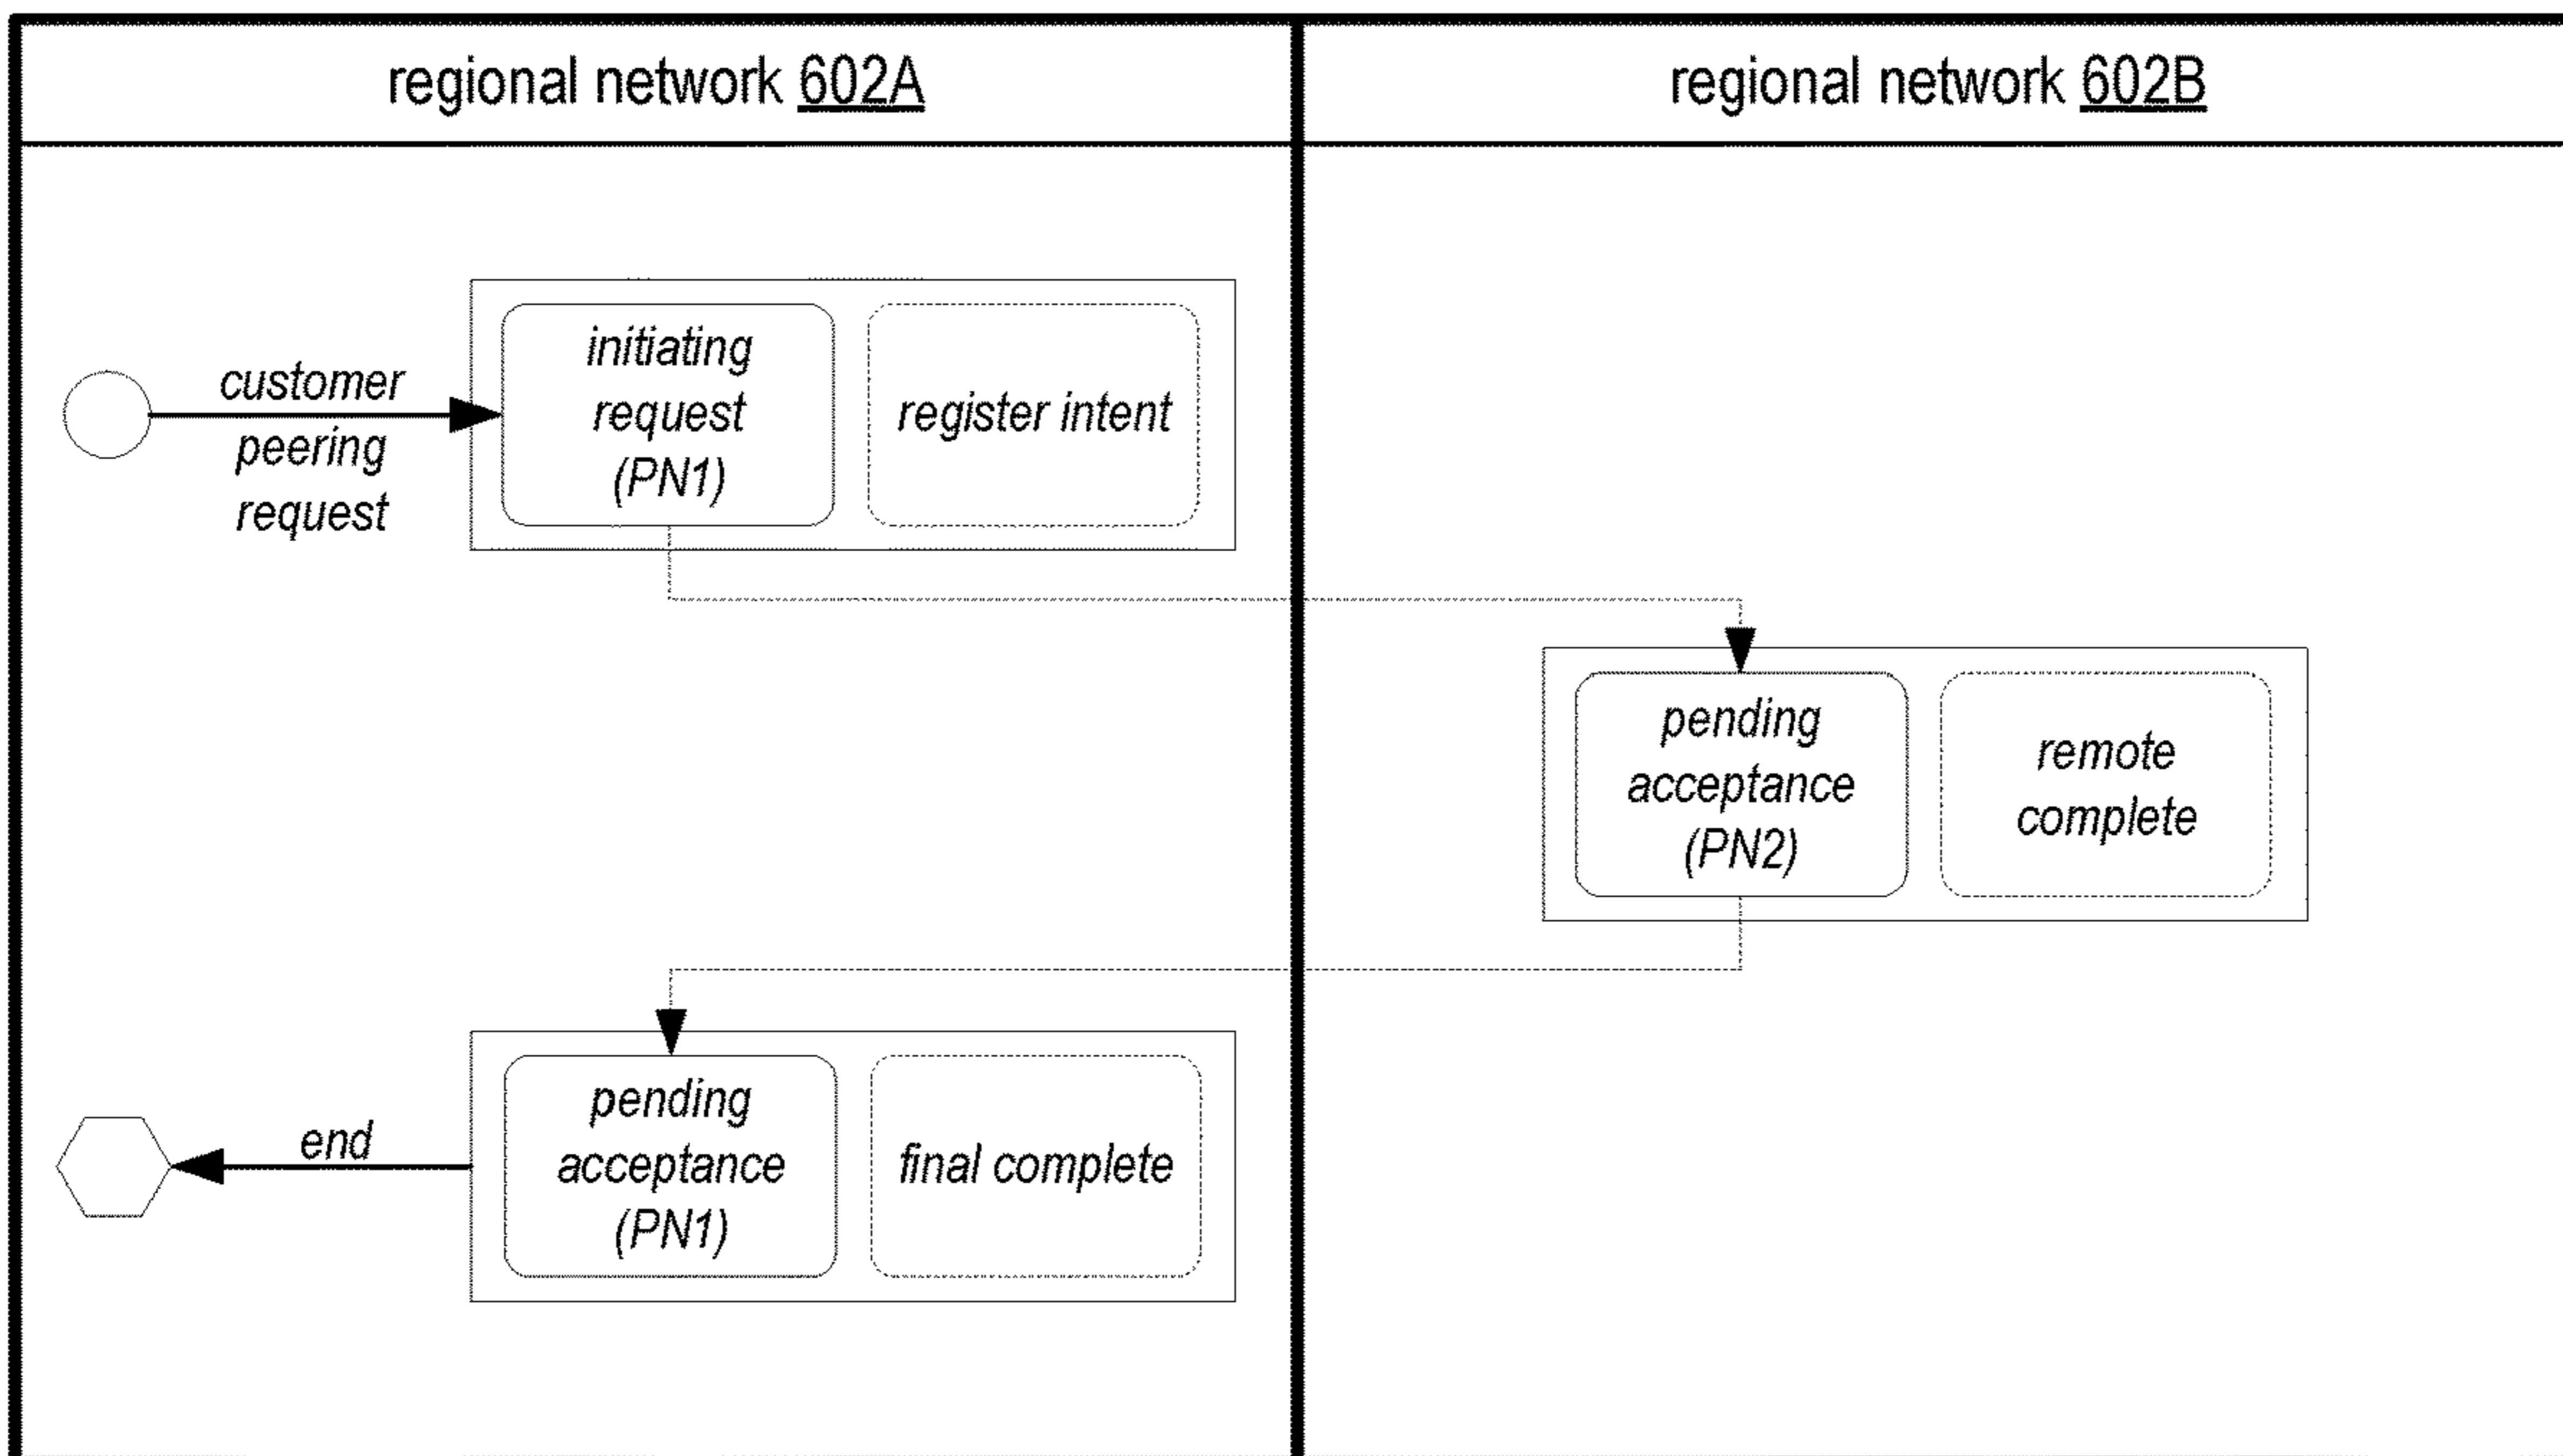 regional network 602A
regional network 602B
customer
peering
request
initiating
request
(PN1)
register intent
pending
acceptance
(PN2)
remote
complete
end
pending
acceptance
(PN1)
final complete